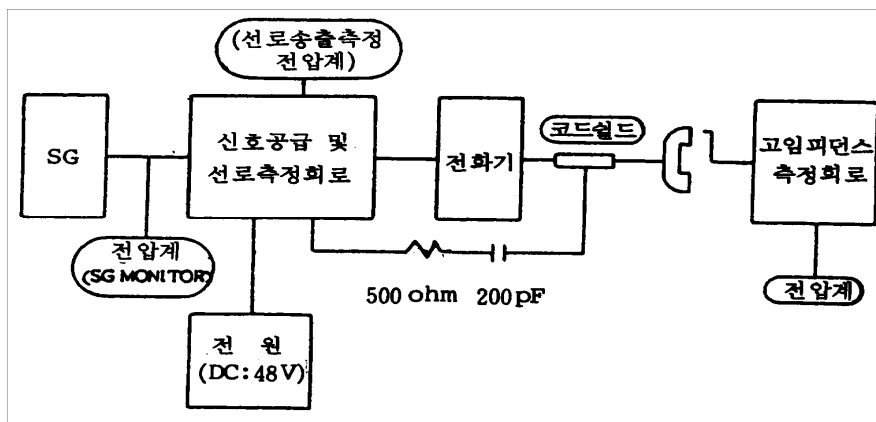 (선로송출측정
전압계)
SG
신호공급 및
선로측정회로
전화기
코드쉴드
고임피던스
측정회로
전압계
(SG MONITOR)
500 ohm 200pF
전압계
전 원
(DC:48V)